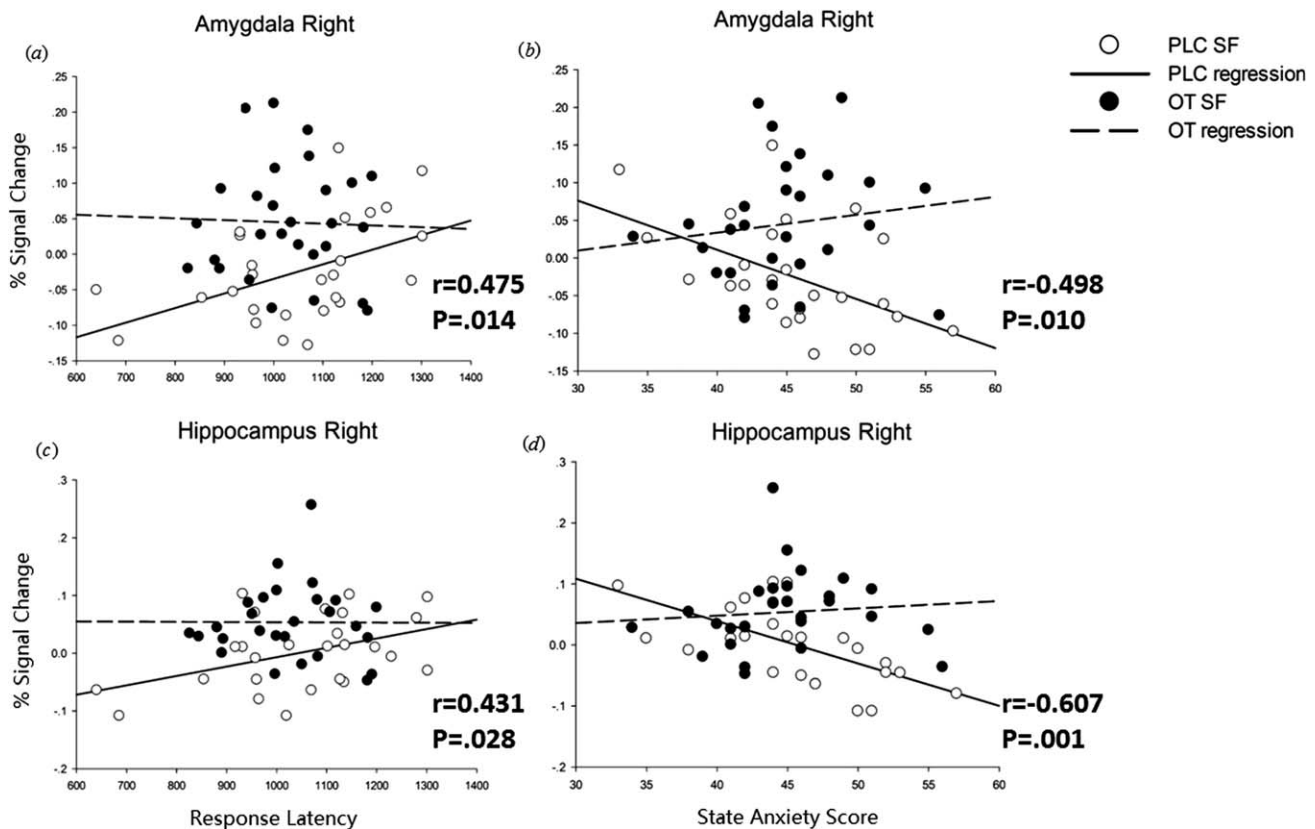 Amygdala Right
(a)
% Signal Change
.25
.20
.15
.10
.05
0.00
-.05
-.10
-.15
600 700 800 900 1000 1100 1200 1300 1400
r=0.475
P=.014
Amygdala Right
(b)
.25
.20
.15
.10
.05
0.00
-.05
-.10
-.15
30 35 40 45 50 55 60
r=-0.498
P=.010
PLC SF
PLC regression
OT SF
OT regression
Hippocampus Right
(c)
% Signal Change
.3
.2
.1
0.0
-.1
-.2
600 700 800 900 1000 1100 1200 1300 1400
r=0.431
P=.028
Response Latency
Hippocampus Right
(d)
.3
.2
.1
0.0
-.1
-.2
30 35 40 45 50 55 60
r=-0.607
P=.001
State Anxiety Score